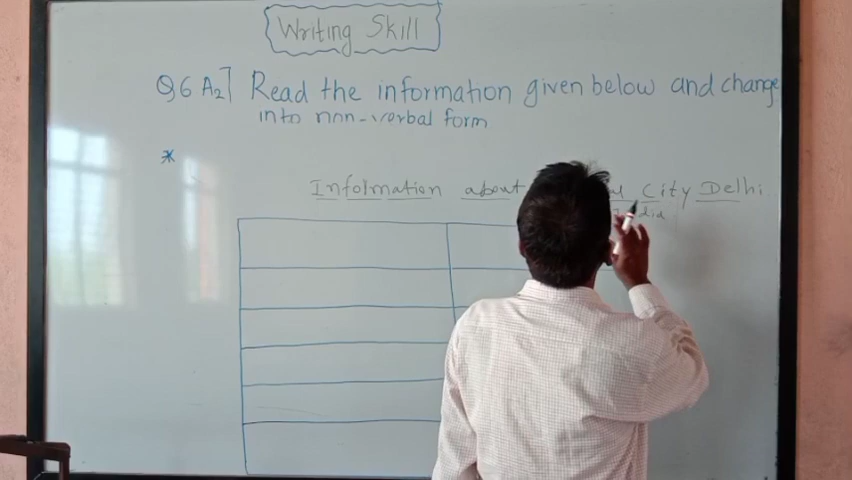 Writing Skill
Q6 A2] Read the information given below and change
into non-verbal form
*
Information about City Delhi